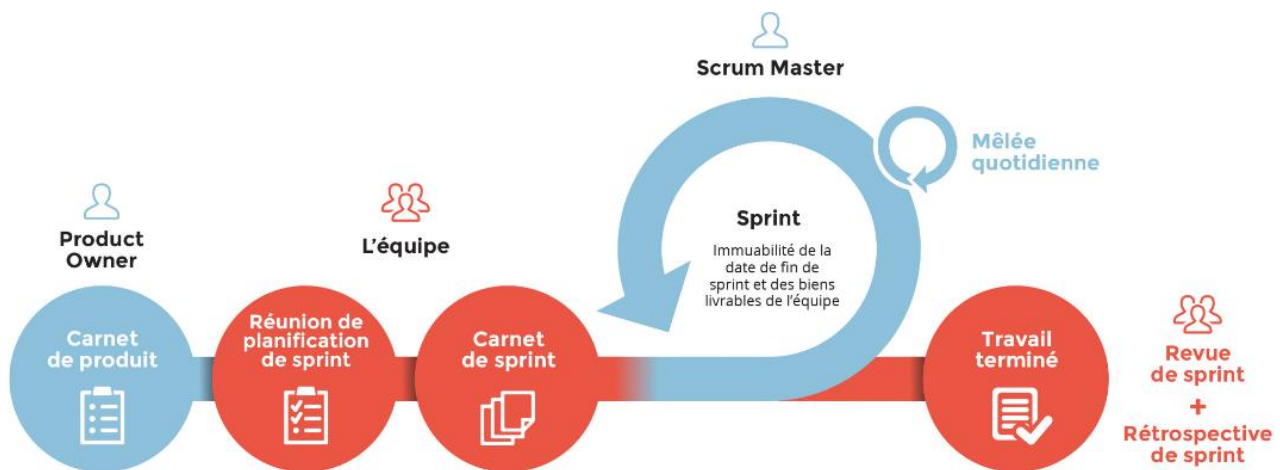 Product
Owner
Carnet
de produit
L'équipe
Réunion de
planification
de sprint
Carnet
de sprint
Scrum Master
Mêlée
quotidienne
Sprint
Immuabilité de la
date de fin de
sprint et des biens
livrables de l'équipe
Travail
terminé
Revue
de sprint
+
Rétrospective
de sprint